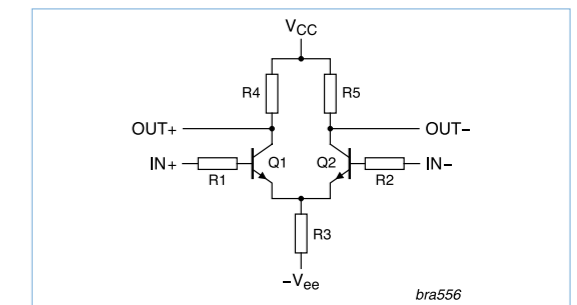 VCC
R4 R5
OUT+ OUT−
IN+ Q1 Q2 IN−
R1 R2
R3
−Vee
bra556